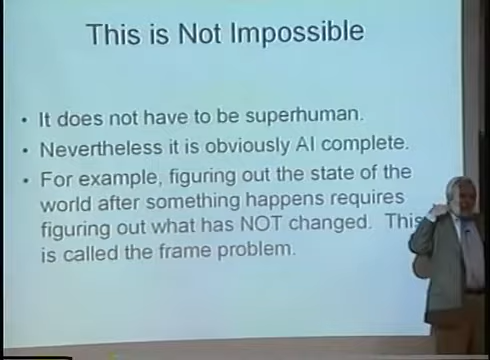 This is Not Impossible
• It does not have to be superhuman.
• Nevertheless it is obviously AI complete.
• For example, figuring out the state of the
world after something happens requires
figuring out what has NOT changed. This
is called the frame problem.